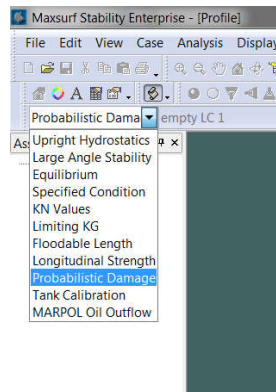 Maxsurf Stability Enterprise - [Profile]
File Edit View Case Analysis Display
Probabilistic Dama empty LC 1
Ass
Upright Hydrostatics
Large Angle Stability
Equilibrium
Specified Condition
KN Values
Limiting KG
Floodable Length
Longitudinal Strength
Probabilistic Damage
Tank Calibration
MARPOL Oil Outflow